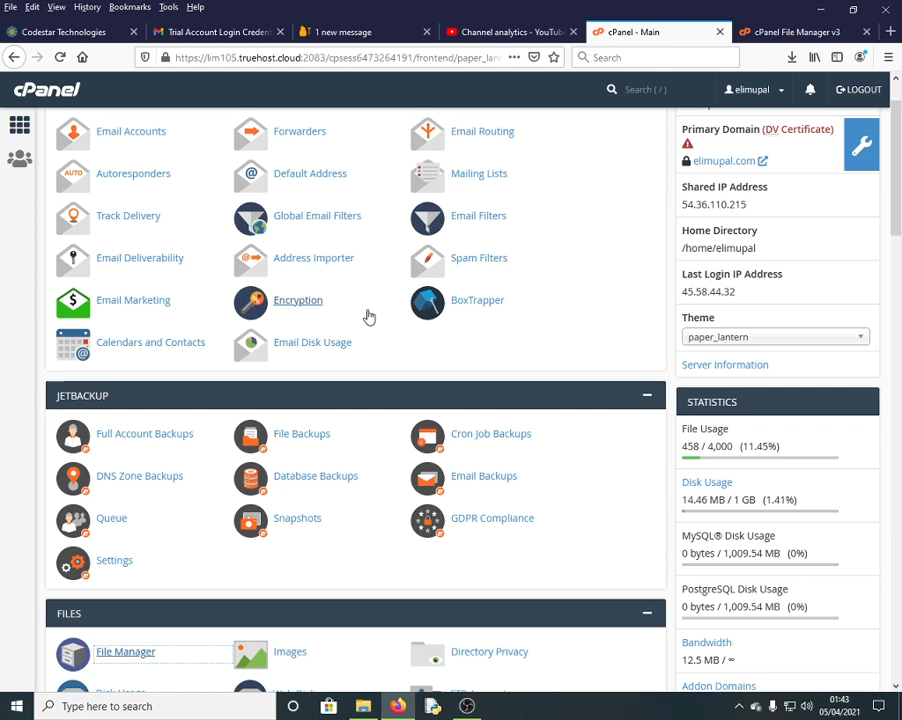 File Edit View History Bookmarks Tools Help
Codestar Technologies
Trial Account Login Creden
1 new message
Channel analytics - YouTub
cPanel - Main
cPanel File Manager v3
https://lim105.truehost.cloud:2083/cpsess6473264191/frontend/paper_lan
Search
cPanel
Search ( / )
elimupal
LOGOUT
Email Accounts
Forwarders
Email Routing
AUTO
Autoresponders
Default Address
Mailing Lists
Track Delivery
Global Email Filters
Email Filters
Email Deliverability
Address Importer
Spam Filters
Email Marketing
Encryption
BoxTrapper
Calendars and Contacts
Email Disk Usage
JETBACKUP
Full Account Backups
File Backups
Cron Job Backups
DNS Zone Backups
Database Backups
Email Backups
Queue
Snapshots
GDPR Compliance
Settings
FILES
File Manager
Images
Directory Privacy
Primary Domain (DV Certificate)
elimupal.com
Shared IP Address
54.36.110.215
Home Directory
/home/elimupal
Last Login IP Address
45.58.44.32
Theme
paper_lantern
Server Information
STATISTICS
File Usage
458 / 4,000 (11.45%)
Disk Usage
14.46 MB / 1 GB (1.41%)
MySQL® Disk Usage
0 bytes / 1,009.54 MB (0%)
PostgreSQL Disk Usage
0 bytes / 1,009.54 MB (0%)
Bandwidth
12.5 MB / ∞
Addon Domains
Type here to search
01:43
05/04/2021